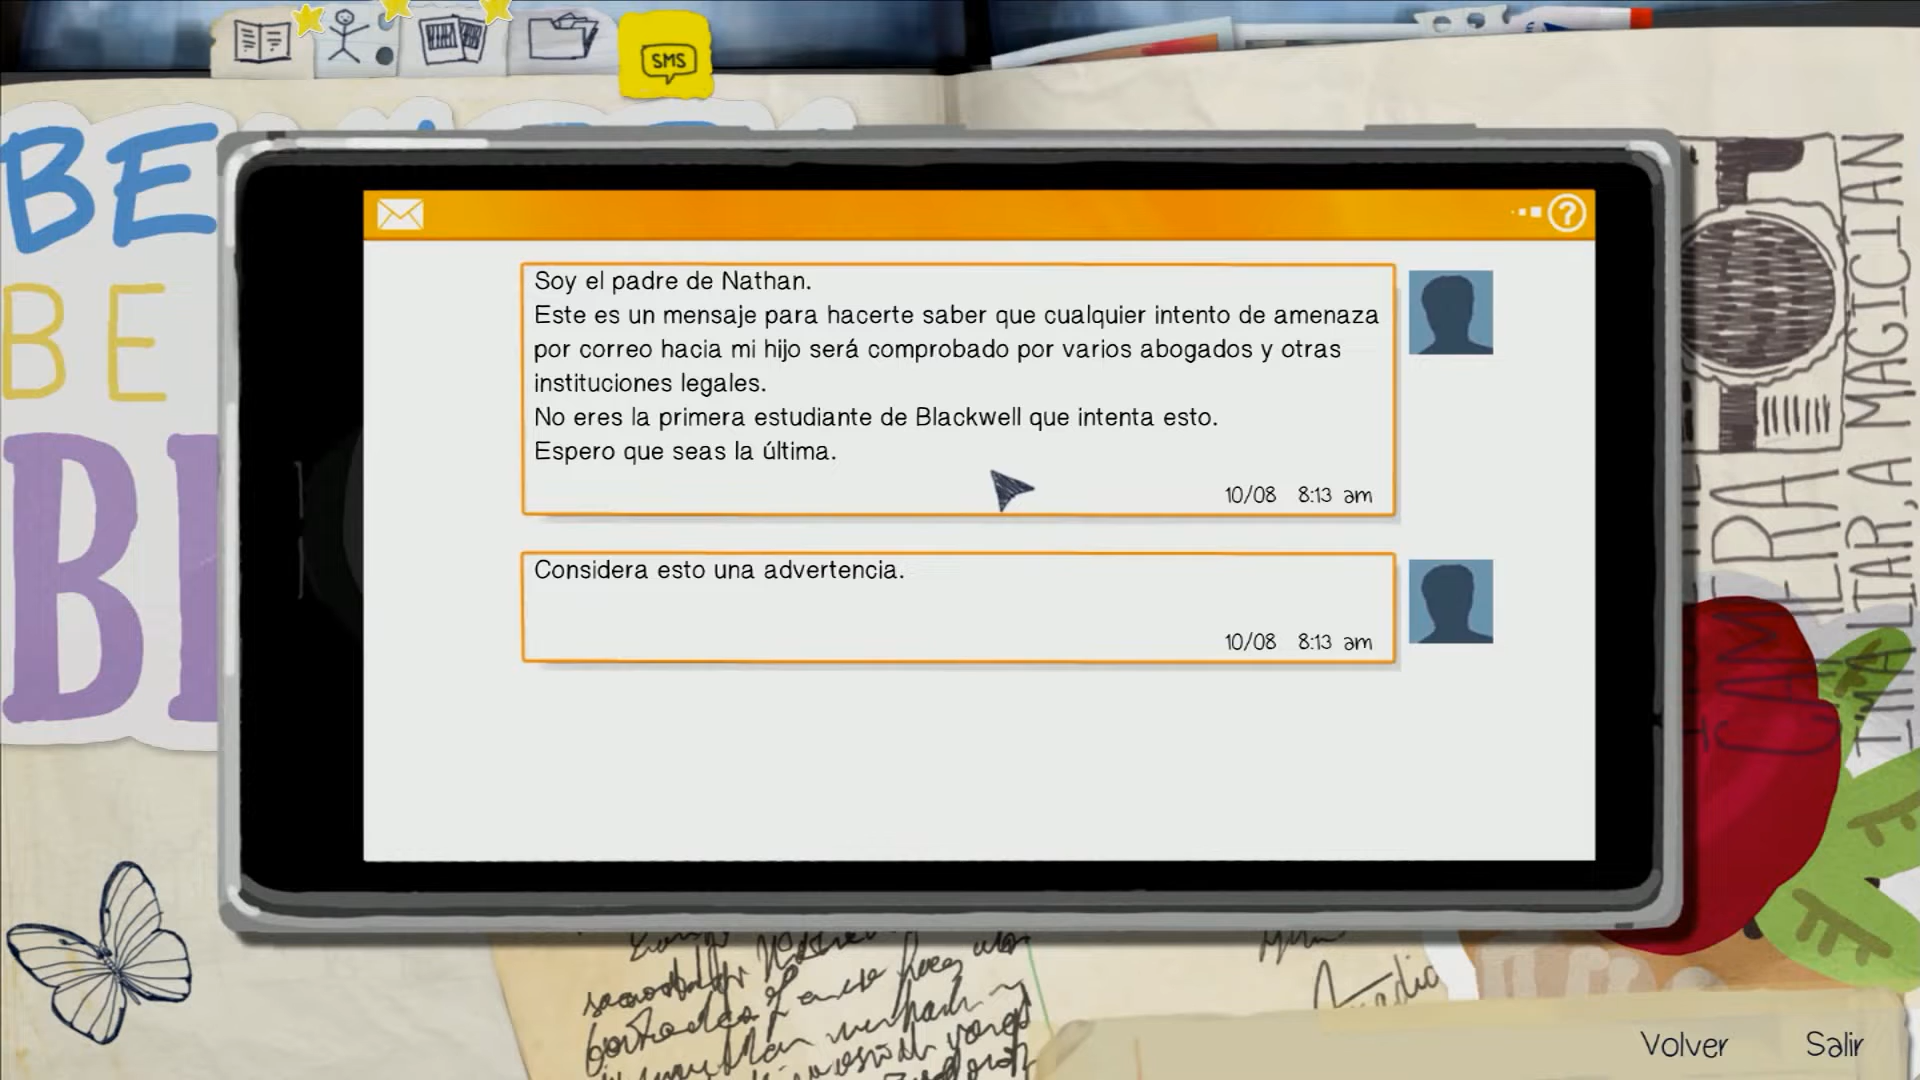 SMS
BE
BE
Soy el padre de Nathan.
Este es un mensaje para hacerte saber que cualquier intento de amenaza
por correo hacia mi hijo será comprobado por varios abogados y otras
instituciones legales.
No eres la primera estudiante de Blackwell que intenta esto.
Espero que seas la última.
10/08 8:13 am
Considera esto una advertencia.
10/08 8:13 am
CAMERA
LIAR, A MAGICIAN
Volver
Salir